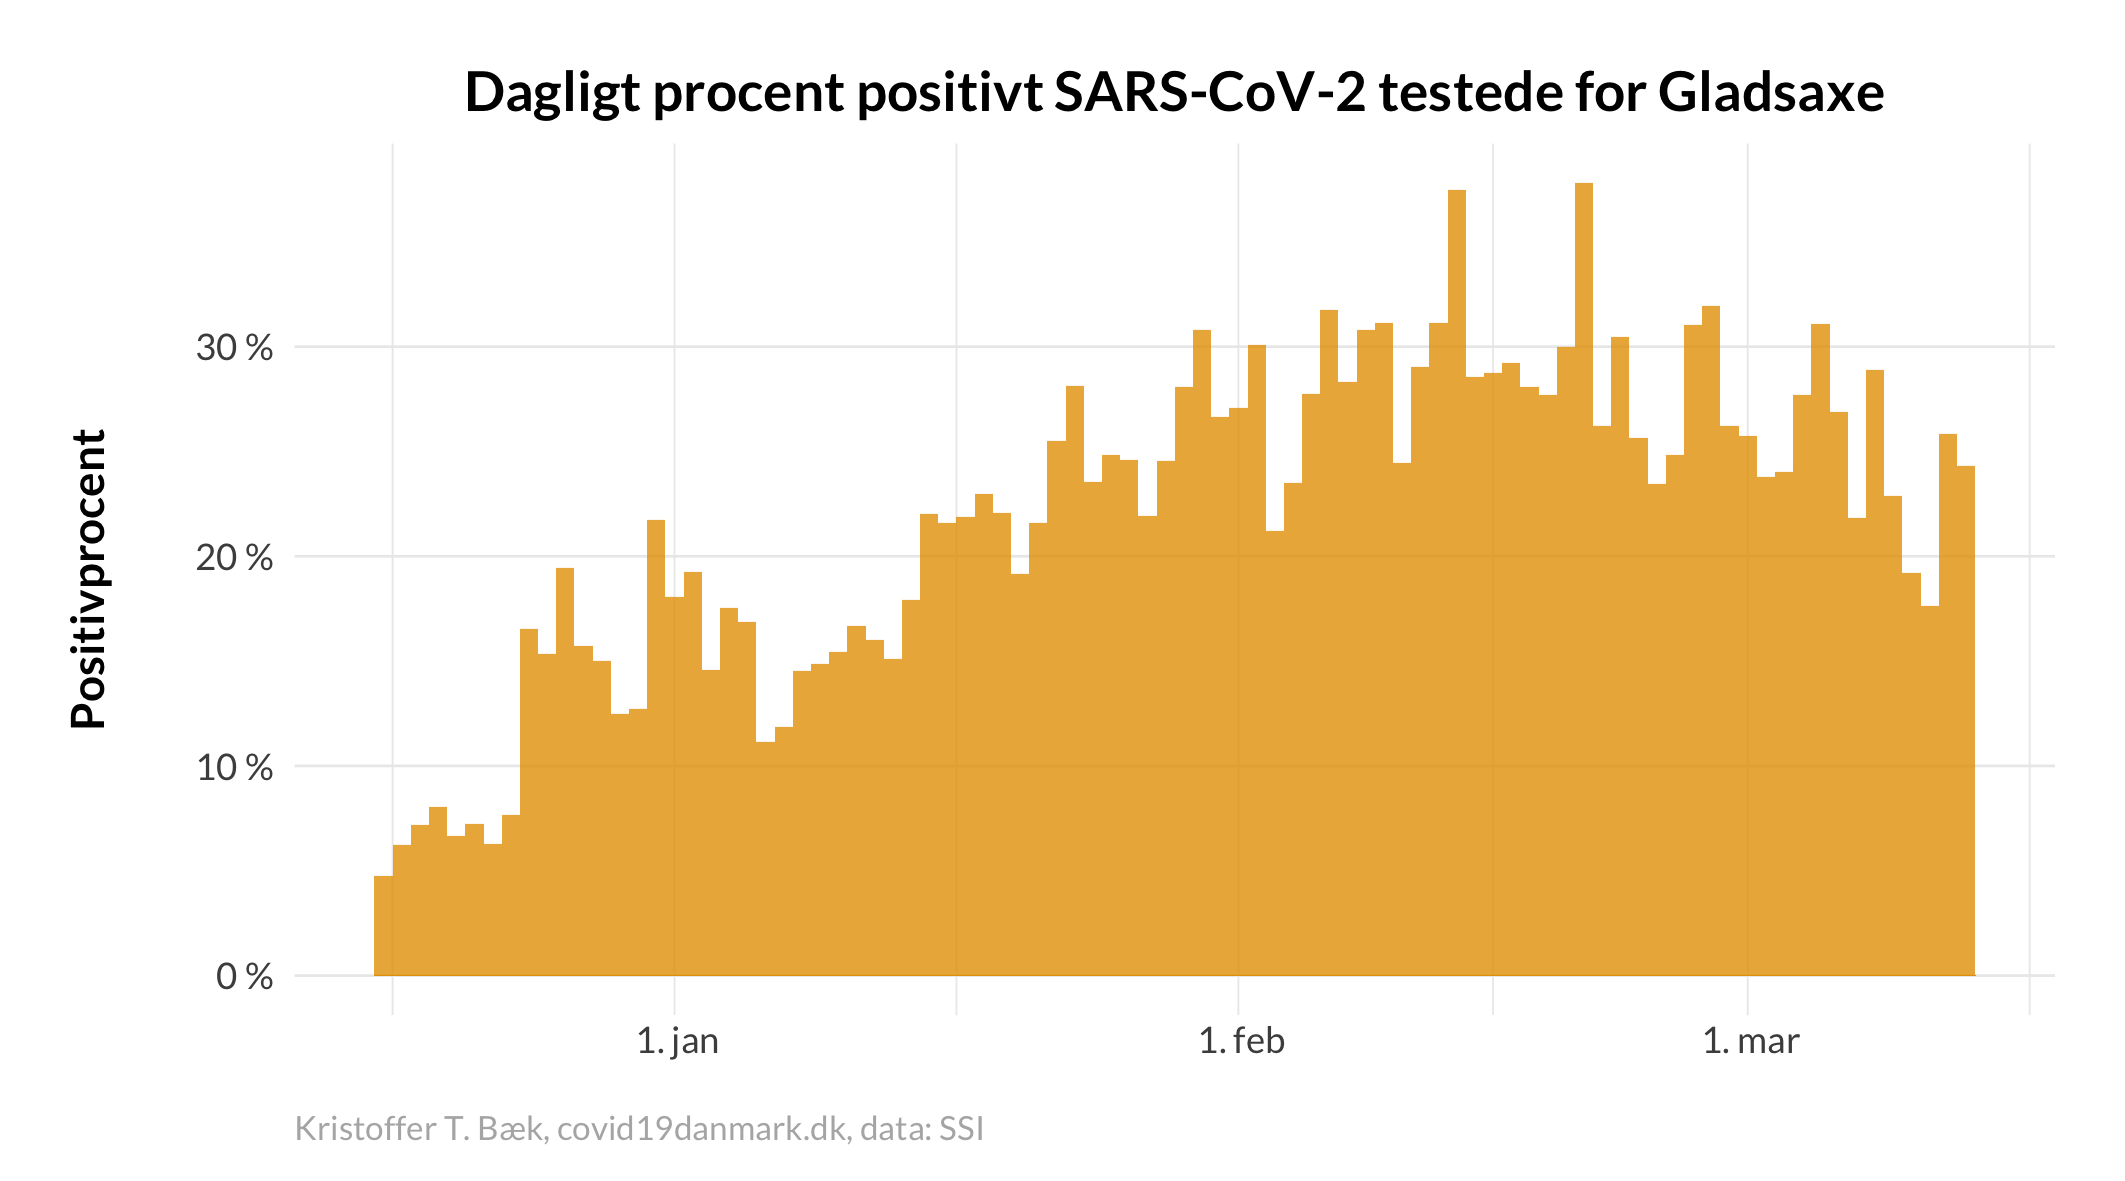 Dagligt procent positivt SARS-CoV-2 testede for Gladsaxe
Positivprocent
30 %
20 %
10 %
0 %
1. jan
1. feb
1. mar
Kristoffer T. Bæk, covid19danmark.dk, data: SSI